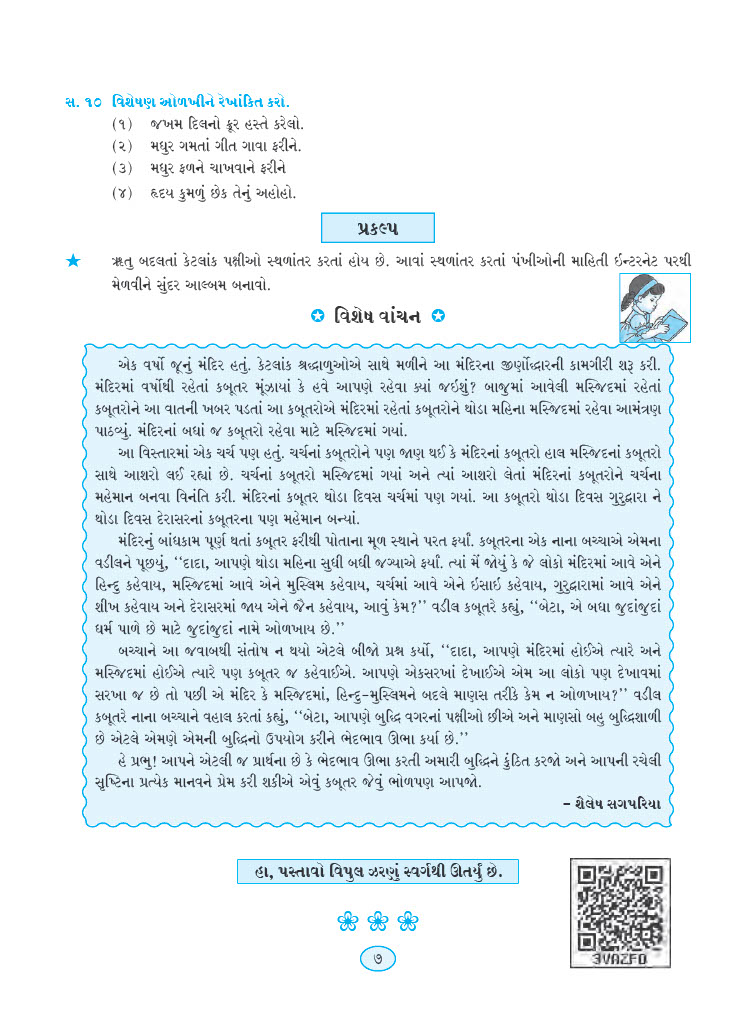 સ. ૧૦ વિશેષણ ઓળખીને રેખાંકિત કરો.
(૧) જખમ દિલનો ક્રૂર હસ્તે કરેલો.
(૨) મધુર ગમતાં ગીત ગાવા ફરીને.
(૩) મધુર ફળને ચાખવાને ફરીને
(૪) હૃદય કુમળું છેક તેનું અહોહો.
પ્રકલ્પ
★ ઋતુ બદલતાં કેટલાંક પક્ષીઓ સ્થળાંતર કરતાં હોય છે. આવાં સ્થળાંતર કરતાં પંખીઓની માહિતી ઈન્ટરનેટ પરથી
મેળવીને સુંદર આલ્બમ બનાવો.
✪ વિશેષ વાંચન ✪
એક વર્ષો જૂનું મંદિર હતું. કેટલાંક શ્રદ્ધાળુઓએ સાથે મળીને આ મંદિરના જીર્ણોદ્ધારની કામગીરી શરૂ કરી.
મંદિરમાં વર્ષોથી રહેતાં કબૂતર મૂંઝાયાં કે હવે આપણે રહેવા ક્યાં જઈશું? બાજુમાં આવેલી મસ્જિદમાં રહેતાં
કબૂતરોને આ વાતની ખબર પડતાં આ કબૂતરોએ મંદિરમાં રહેતાં કબૂતરોને થોડા મહિના મસ્જિદમાં રહેવા આમંત્રણ
પાઠવ્યું. મંદિરનાં બધાં જ કબૂતરો રહેવા માટે મસ્જિદમાં ગયાં.
આ વિસ્તારમાં એક ચર્ચ પણ હતું. ચર્ચનાં કબૂતરોને પણ જાણ થઈ કે મંદિરનાં કબૂતરો હાલ મસ્જિદનાં કબૂતરો
સાથે આશરો લઈ રહ્યાં છે. ચર્ચનાં કબૂતરો મસ્જિદમાં ગયાં અને ત્યાં આશરો લેતાં મંદિરનાં કબૂતરોને ચર્ચના
મહેમાન બનવા વિનંતિ કરી. મંદિરનાં કબૂતર થોડા દિવસ ચર્ચમાં પણ ગયાં. આ કબૂતરો થોડા દિવસ ગુરુદ્વારા ને
થોડા દિવસ દેરાસરનાં કબૂતરના પણ મહેમાન બન્યાં.
મંદિરનું બાંધકામ પૂર્ણ થતાં કબૂતર ફરીથી પોતાના મૂળ સ્થાને પરત ફર્યાં. કબૂતરના એક નાના બચ્ચાએ એમના
વડીલને પૂછયું, ‘‘દાદા, આપણે થોડા મહિના સુધી બધી જગ્યાએ ફર્યાં. ત્યાં મેં જોયું કે જે લોકો મંદિરમાં આવે એને
હિન્દુ કહેવાય, મસ્જિદમાં આવે એને મુસ્લિમ કહેવાય, ચર્ચમાં આવે એને ઇસાઇ કહેવાય, ગુરુદ્વારામાં આવે એને
શીખ કહેવાય અને દેરાસરમાં જાય એને જૈન કહેવાય, આવું કેમ?’’ વડીલ કબૂતરે કહ્યું, ‘‘બેટા, એ બધા જુદાંજુદાં
ધર્મ પાળે છે માટે જુદાંજુદાં નામે ઓળખાય છે.’’
બચ્ચાને આ જવાબથી સંતોષ ન થયો એટલે બીજો પ્રશ્ન કર્યો, ‘‘દાદા, આપણે મંદિરમાં હોઈએ ત્યારે અને
મસ્જિદમાં હોઈએ ત્યારે પણ કબૂતર જ કહેવાઈએ. આપણે એકસરખાં દેખાઈએ એમ આ લોકો પણ દેખાવમાં
સરખા જ છે તો પછી એ મંદિર કે મસ્જિદમાં, હિન્દુ-મુસ્લિમને બદલે માણસ તરીકે કેમ ન ઓળખાય?’’ વડીલ
કબૂતરે નાના બચ્ચાને વહાલ કરતાં કહ્યું, ‘‘બેટા, આપણે બુદ્ધિ વગરનાં પક્ષીઓ છીએ અને માણસો બહુ બુદ્ધિશાળી
છે એટલે એમણે એમની બુદ્ધિનો ઉપયોગ કરીને ભેદભાવ ઊભા કર્યા છે.’’
હે પ્રભુ! આપને એટલી જ પ્રાર્થના છે કે ભેદભાવ ઊભા કરતી અમારી બુદ્ધિને કુંઠિત કરજો અને આપની રચેલી
સૃષ્ટિના પ્રત્યેક માનવને પ્રેમ કરી શકીએ એવું કબૂતર જેવું ભોળપણ આપજો.
– શૈલેષ સગપરિયા
હા, પસ્તાવો વિપુલ ઝરણું સ્વર્ગથી ઊતર્યું છે.
3VAZFD
૭